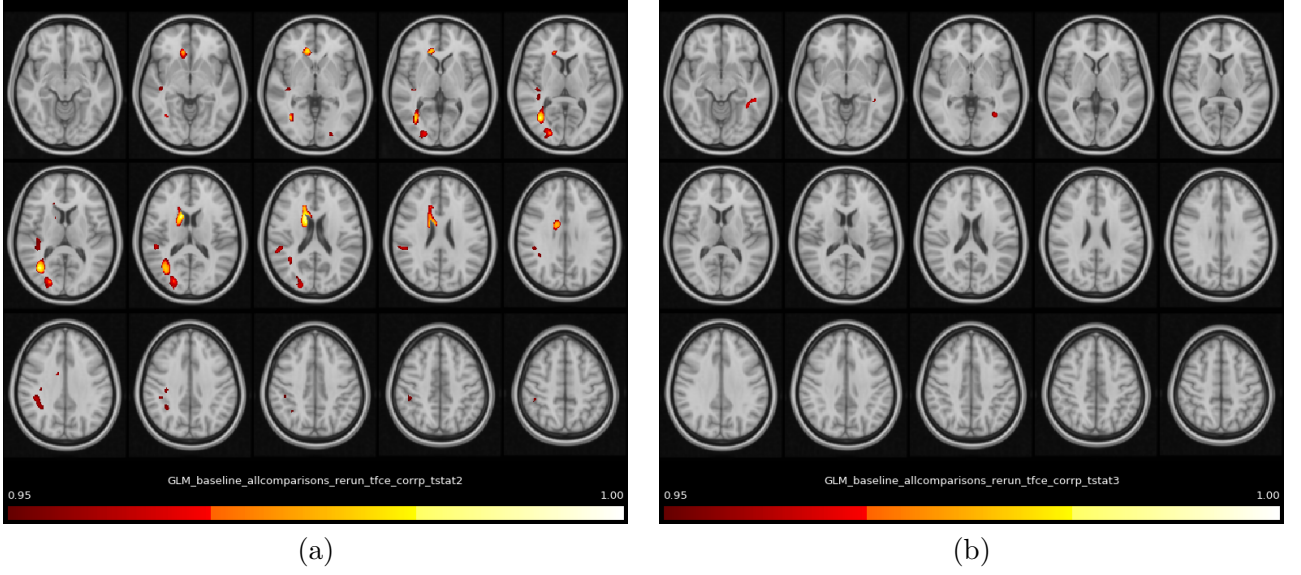 GLM_baseline_allcomparisons_rerun_tfce_corrp_tstat2
0.95 1.00
(a)
GLM_baseline_allcomparisons_rerun_tfce_corrp_tstat3
0.95 1.00
(b)